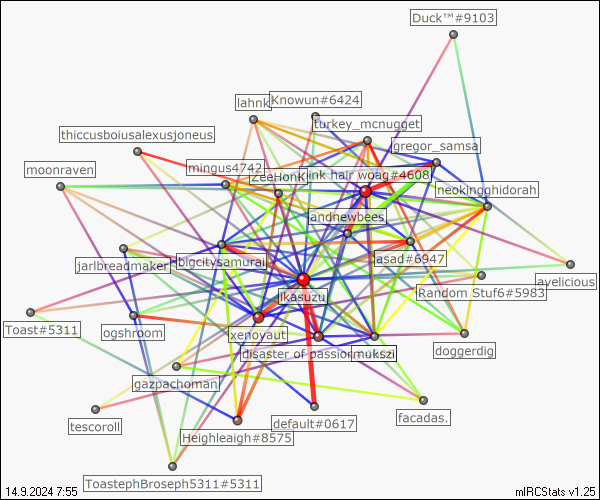 Duck™#9103
lahnk
Knowun#6424
turkey_mcnugget
thiccusboiusalexusjoneus
gregor_samsa
moonraven
mingus4742
ZeeHonk
ink hair woag#4608
neokingghidorah
andnewbees
jarlbreadmaker
bigcitysamurai
asad#6947
lavelicious
Random Stuf6#5983
ikasuzu
Toast#5311
ogshroom
xenoyaut
disaster of passion
mukszi
doggerdig
gazpachoman
facadas.
tescoroll
default#0617
Heighleaigh#8575
ToastephBroseph5311#5311
14.9.2024 7:55
mIRCStats v1.25